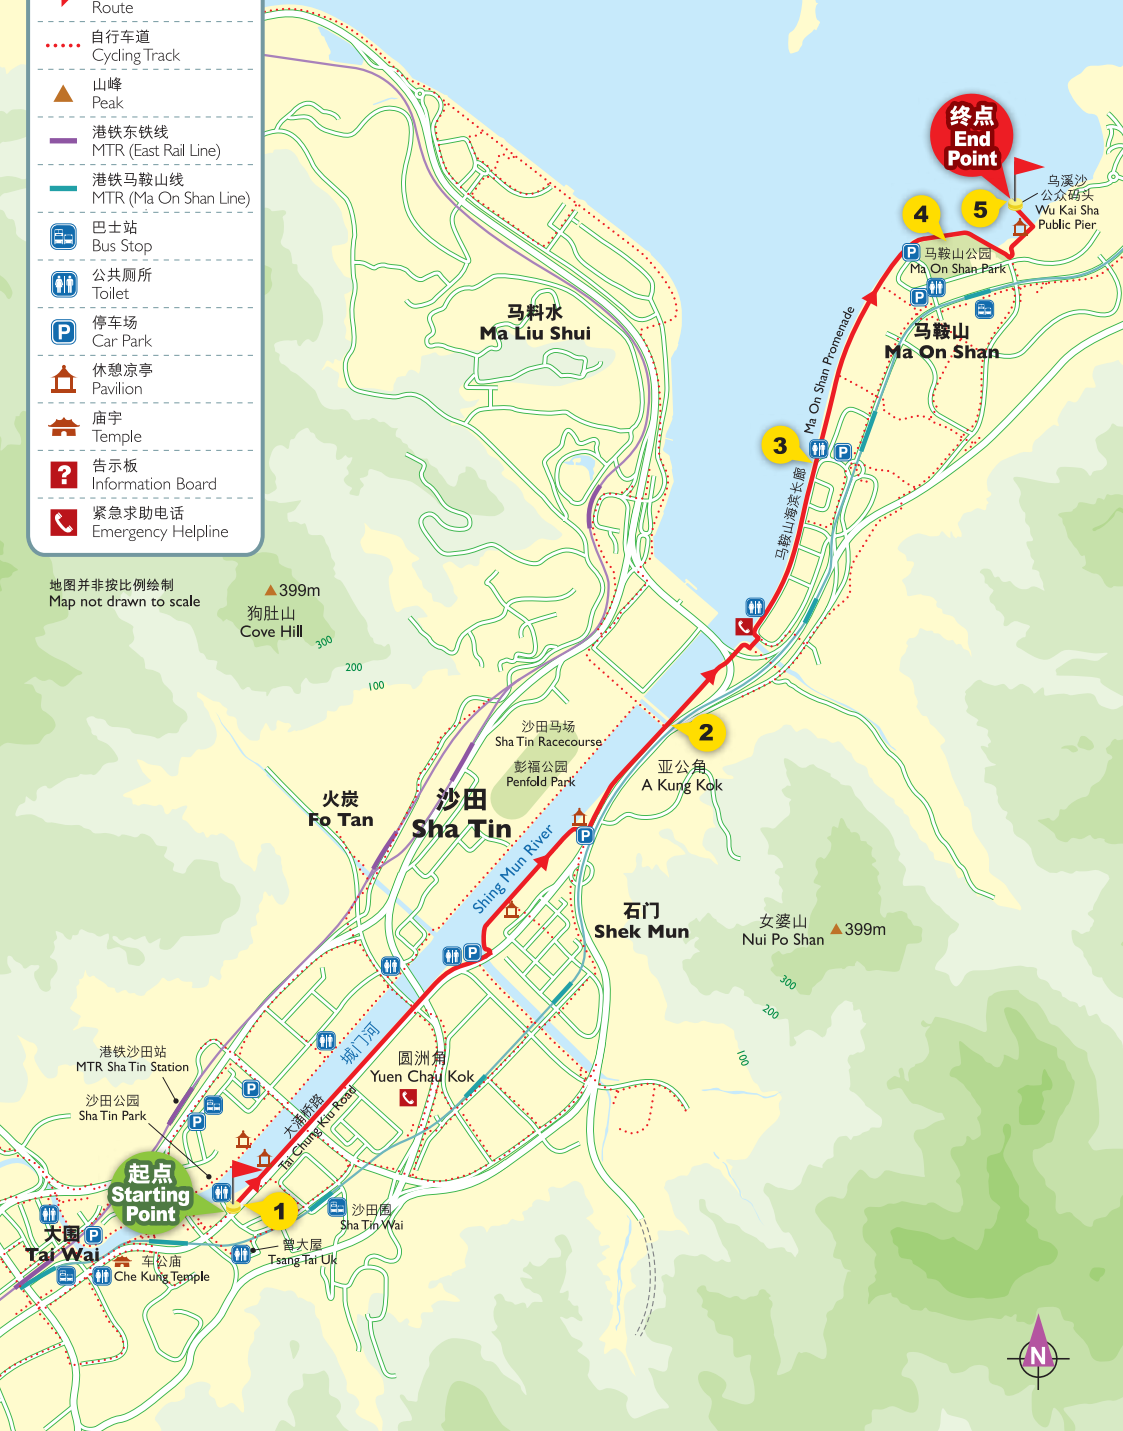 Route
自行车道
Cycling Track
山峰
Peak
港铁东铁线
MTR (East Rail Line)
港铁马鞍山线
MTR (Ma On Shan Line)
巴士站
Bus Stop
公共厕所
Toilet
P
停车场
Car Park
休憩凉亭
Pavilion
庙宇
Temple
?
告示板
Information Board
紧急求助电话
Emergency Helpline
地图并非按比例绘制
Map not drawn to scale
399m
狗肚山
Cove Hill
300
200
100
终点
End
Point
5
乌溪沙
公众码头
Wu Kai Sha
Public Pier
4
P
马鞍山公园
Ma On Shan Park
P
马鞍山
Ma On Shan
马料水
Ma Liu Shui
Ma On Shan Promenade
3
P
马鞍山海滨长廊
沙田马场
Sha Tin Racecourse
2
彭福公园
Penfold Park
亚公角
A Kung Kok
火炭
Fo Tan
沙田
Sha Tin
P
Shing Mun River
石门
Shek Mun
女婆山
Nui Po Shan
399m
300
200
100
P
城门河
港铁沙田站
MTR Sha Tin Station
圆洲角
Yuen Chau Kok
沙田公园
Sha Tin Park
P
P
大涌桥路
Tai Chung Kiu Road
起点
Starting
Point
1
沙田围
Sha Tin Wai
大围
Tai Wai
P
曾大屋
Tsang Tai Uk
车公庙
Che Kung Temple
N